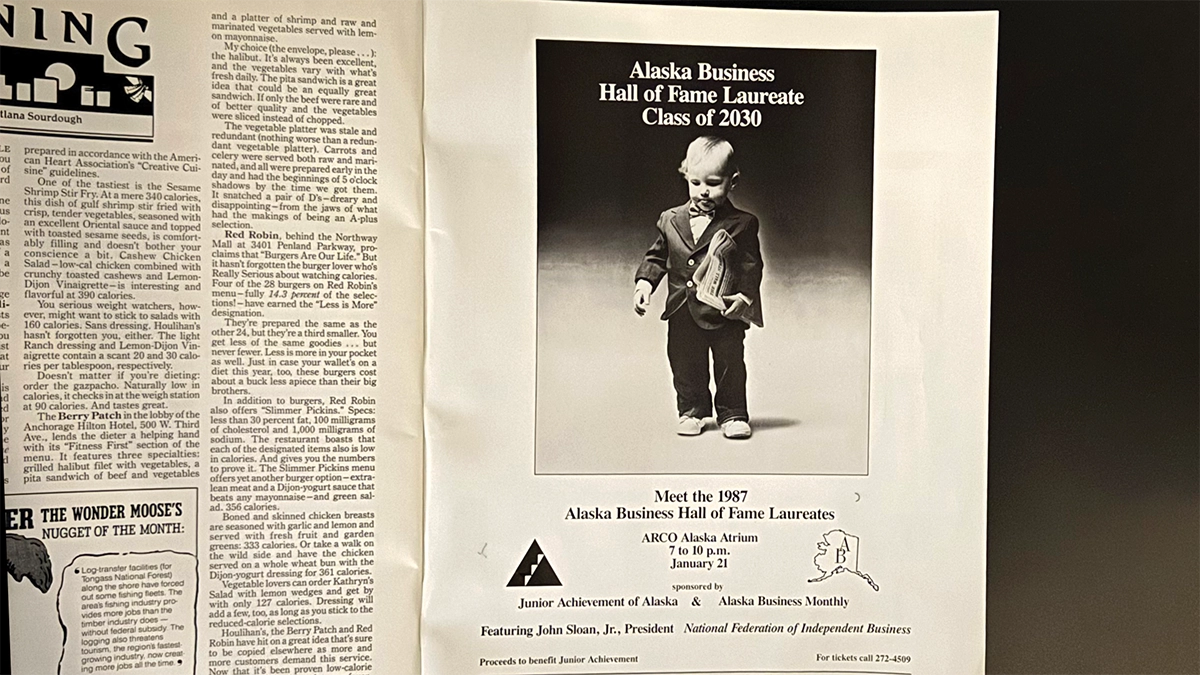 NING
tlana Sourdough
prepared in accordance with the Ameri-
can Heart Association's "Creative Cui-
sine" guidelines.
One of the tastiest is the Sesame
Shrimp Stir Fry. At a mere 340 calories,
this dish of gulf shrimp stir fried with
crisp, tender vegetables, seasoned with
an excellent Oriental sauce and topped
with toasted sesame seeds, is comfort-
ably filling and doesn't bother your
conscience a bit. Cashew Chicken
Salad–low-cal chicken combined with
crunchy toasted cashews and Lemon-
Dijon Vinaigrette–is interesting and
flavorful at 390 calories.
You serious weight watchers, how-
ever, might want to stick to salads with
160 calories. Sans dressing. Houlihan's
hasn't forgotten you, either. The light
Ranch dressing and Lemon-Dijon Vin-
aigrette contain a scant 20 and 30 calo-
ries per tablespoon, respectively.
Doesn't matter if you're dieting:
order the gazpacho. Naturally low in
calories, it checks in at the weigh station
at 90 calories. And tastes great.
The Berry Patch in the lobby of the
Anchorage Hilton Hotel, 500 W. Third
Ave., lends the dieter a helping hand
with its "Fitness First" section of the
menu. It features three specialties:
grilled halibut filet with vegetables, a
pita sandwich of beef and vegetables
ER THE WONDER MOOSE'S
NUGGET OF THE MONTH:
Log-transfer facilities (for
Tongass National Forest)
along the shore have forced
out some fishing fleets. The
area's fishing industry pro-
vides more jobs than the
timber industry does —
without federal subsidy. The
logging also threatens
tourism, the region's fastest-
growing industry, now creat-
ing more jobs all the time.
and a platter of shrimp and raw and
marinated vegetables served with lem-
on mayonnaise.
My choice (the envelope, please . . .):
the halibut. It's always been excellent,
and the vegetables vary with what's
fresh daily. The pita sandwich is a great
idea that could be an equally great
sandwich. If only the beef were rare and
of better quality and the vegetables
were sliced instead of chopped.
The vegetable platter was stale and
redundant (nothing worse than a redun-
dant vegetable platter). Carrots and
celery were served both raw and mari-
nated, and all were prepared early in the
day and had the beginnings of 5 o'clock
shadows by the time we got them.
It snatched a pair of D's–dreary and
disappointing–from the jaws of what
had the makings of being an A-plus
selection.
Red Robin, behind the Northway
Mall at 3401 Penland Parkway, pro-
claims that "Burgers Are Our Life." But
it hasn't forgotten the burger lover who's
Really Serious about watching calories.
Four of the 28 burgers on Red Robin's
menu–fully 14.3 percent of the selec-
tions!–have earned the "Less is More"
designation.
They're prepared the same as the
other 24, but they're a third smaller. You
get less of the same goodies . . . but
never fewer. Less is more in your pocket
as well. Just in case your wallet's on a
diet this year, too, these burgers cost
about a buck less apiece than their big
brothers.
In addition to burgers, Red Robin
also offers "Slimmer Pickins." Specs:
less than 30 percent fat, 100 milligrams
of cholesterol and 1,000 milligrams of
sodium. The restaurant boasts that
each of the designated items also is low
in calories. And gives you the numbers
to prove it. The Slimmer Pickins menu
offers yet another burger option–extra-
lean meat and a Dijon-yogurt sauce that
beats any mayonnaise–and green sal-
ad. 356 calories.
Boned and skinned chicken breasts
are seasoned with garlic and lemon and
served with fresh fruit and garden
greens: 333 calories. Or take a walk on
the wild side and have the chicken
served on a whole wheat bun with the
Dijon-yogurt dressing for 361 calories.
Vegetable lovers can order Kathryn's
Salad with lemon wedges and get by
with only 127 calories. Dressing will
add a few, too, as long as you stick to the
reduced-calorie selections.
Houlihan's, the Berry Patch and Red
Robin have hit on a great idea that's sure
to be copied elsewhere as more and
more customers demand this service.
Now that it's been proven low-calorie
Alaska Business
Hall of Fame Laureate
Class of 2030
Meet the 1987
Alaska Business Hall of Fame Laureates
ARCO Alaska Atrium
7 to 10 p.m.
January 21
A
B
sponsored by
Junior Achievement of Alaska & Alaska Business Monthly
Featuring John Sloan, Jr., President National Federation of Independent Business
Proceeds to benefit Junior Achievement
For tickets call 272-4509